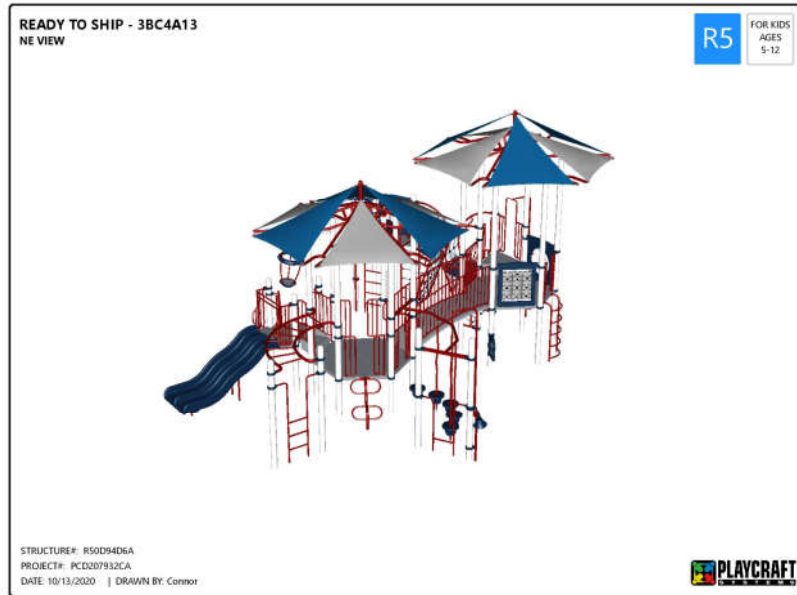 READY TO SHIP - 3BC4A13
NE VIEW
R5
FOR KIDS
AGES
5-12
STRUCTURE#: R50D94D6A
PROJECT#: PCD207932CA
DATE: 10/13/2020 | DRAWN BY: Connor
PLAYCRAFT
SYSTEMS